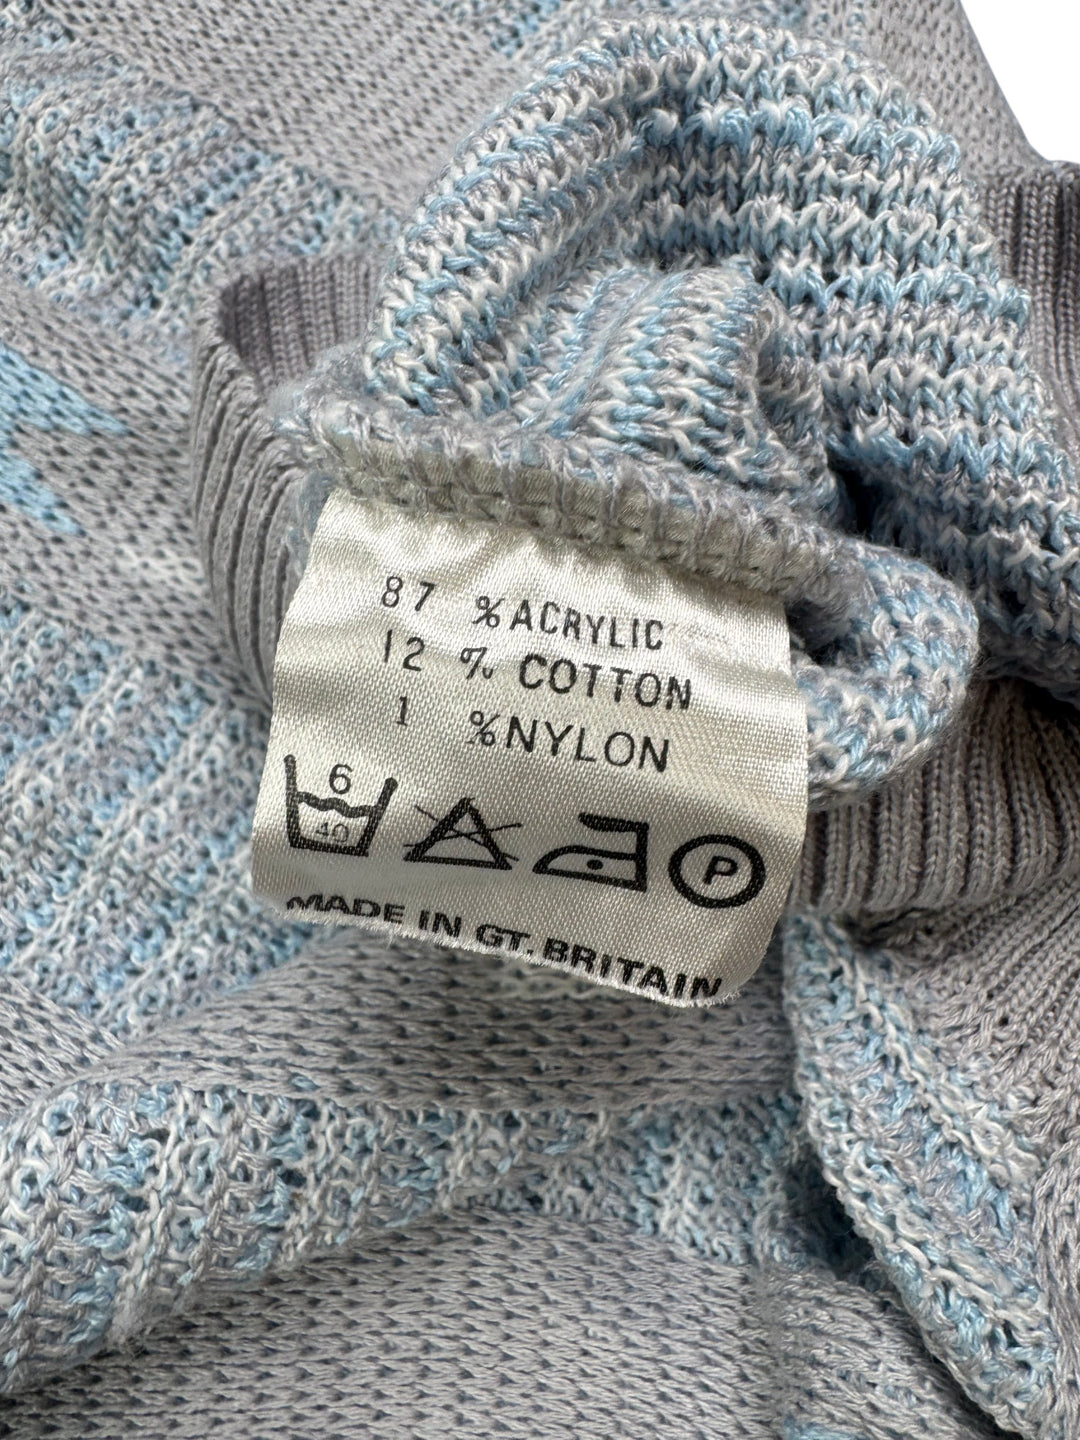 87 % ACRYLIC
12 % COTTON
1 % NYLON
6
40
P
MADE IN GT. BRITAIN